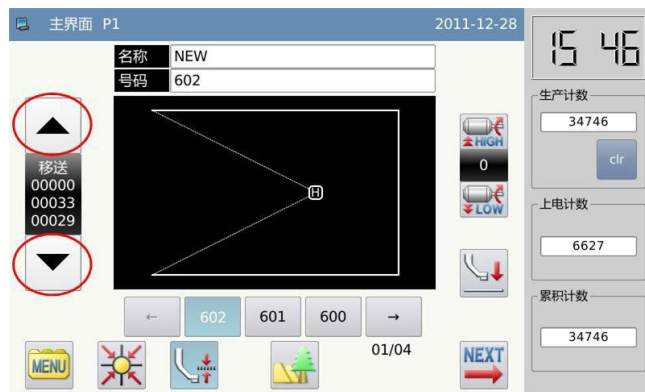 主界面 P1
2011-12-28
名称 NEW
号码 602
移送
00000
00033
00029
H
HIGH
0
LOW
← 602 601 600 →
01/04
MENU
NEXT
15 46
生产计数
34746
clr
上电计数
6627
累积计数
34746